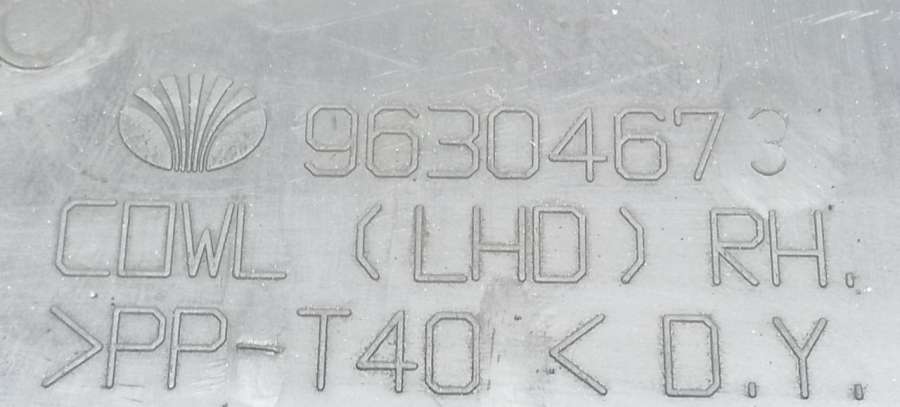 96304673
COWL (LHD) RH.
>PP-T40< D.Y.